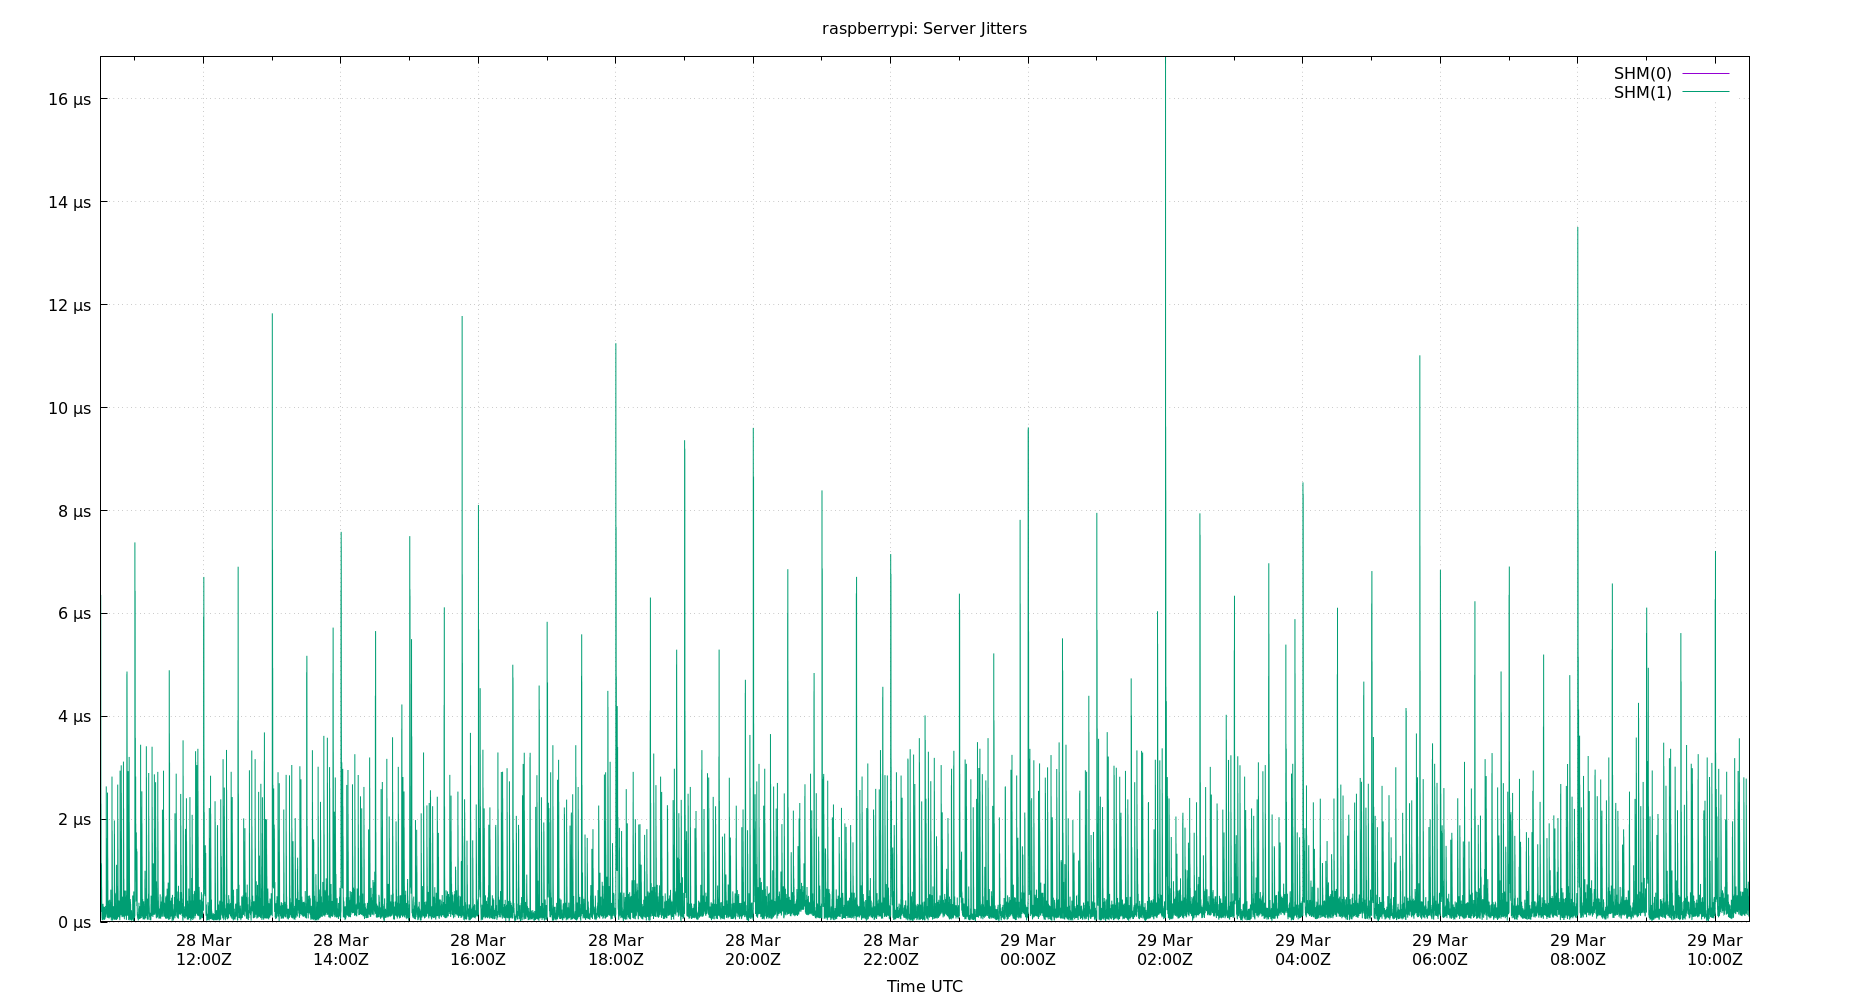 raspberrypi: Server Jitters
SHM(0)
SHM(1)
16 µs
14 µs
12 µs
10 µs
8 µs
6 µs
4 µs
2 µs
0 µs
28 Mar 28 Mar 28 Mar 28 Mar 28 Mar 28 Mar 29 Mar 29 Mar 29 Mar 29 Mar 29 Mar 29 Mar
12:00Z 14:00Z 16:00Z 18:00Z 20:00Z 22:00Z 00:00Z 02:00Z 04:00Z 06:00Z 08:00Z 10:00Z
Time UTC